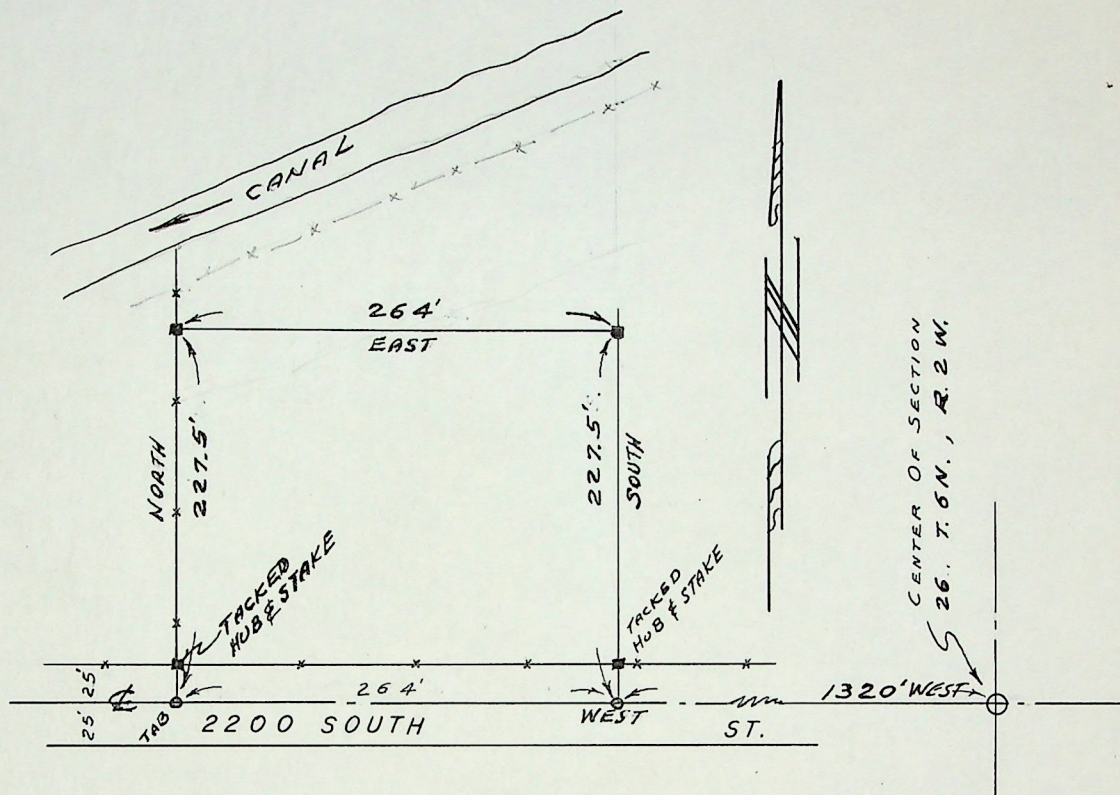 CANAL
264'
EAST
NORTH
227.5'
227.5'
SOUTH
TACKED
HUB & STAKE
TACKED
HUB & STAKE
CENTER OF SECTION
26, T. 6N., R. 2 W.
25'
25'
℄
264'
1320' WEST
TAB
2200 SOUTH
WEST
ST.